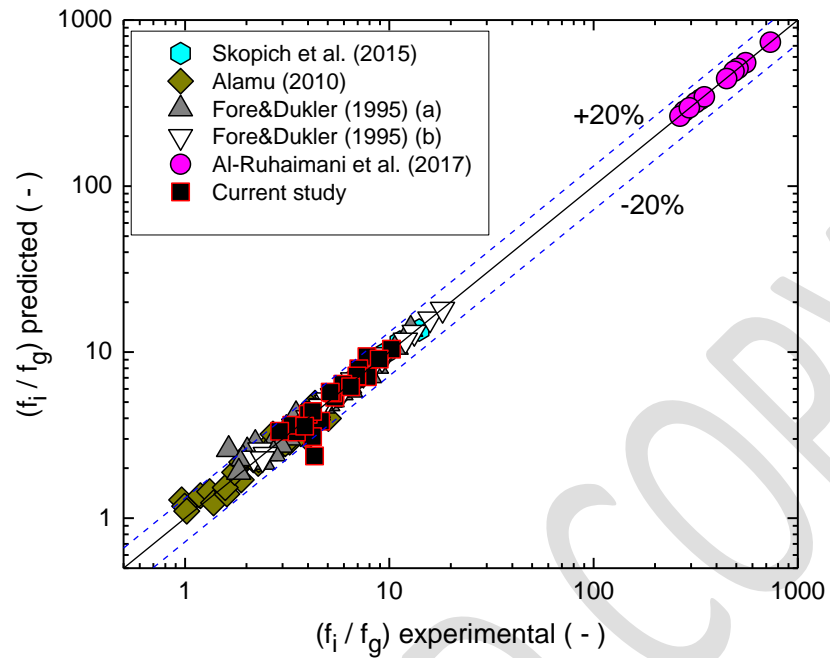 1000
100
10
1
(f_i / f_g) predicted ( - )
Skopich et al. (2015)
Alamu (2010)
Fore&Dukler (1995) (a)
Fore&Dukler (1995) (b)
Al-Ruhaimani et al. (2017)
Current study
+20%
-20%
1 10 100 1000
(f_i / f_g) experimental ( - )
D COPY